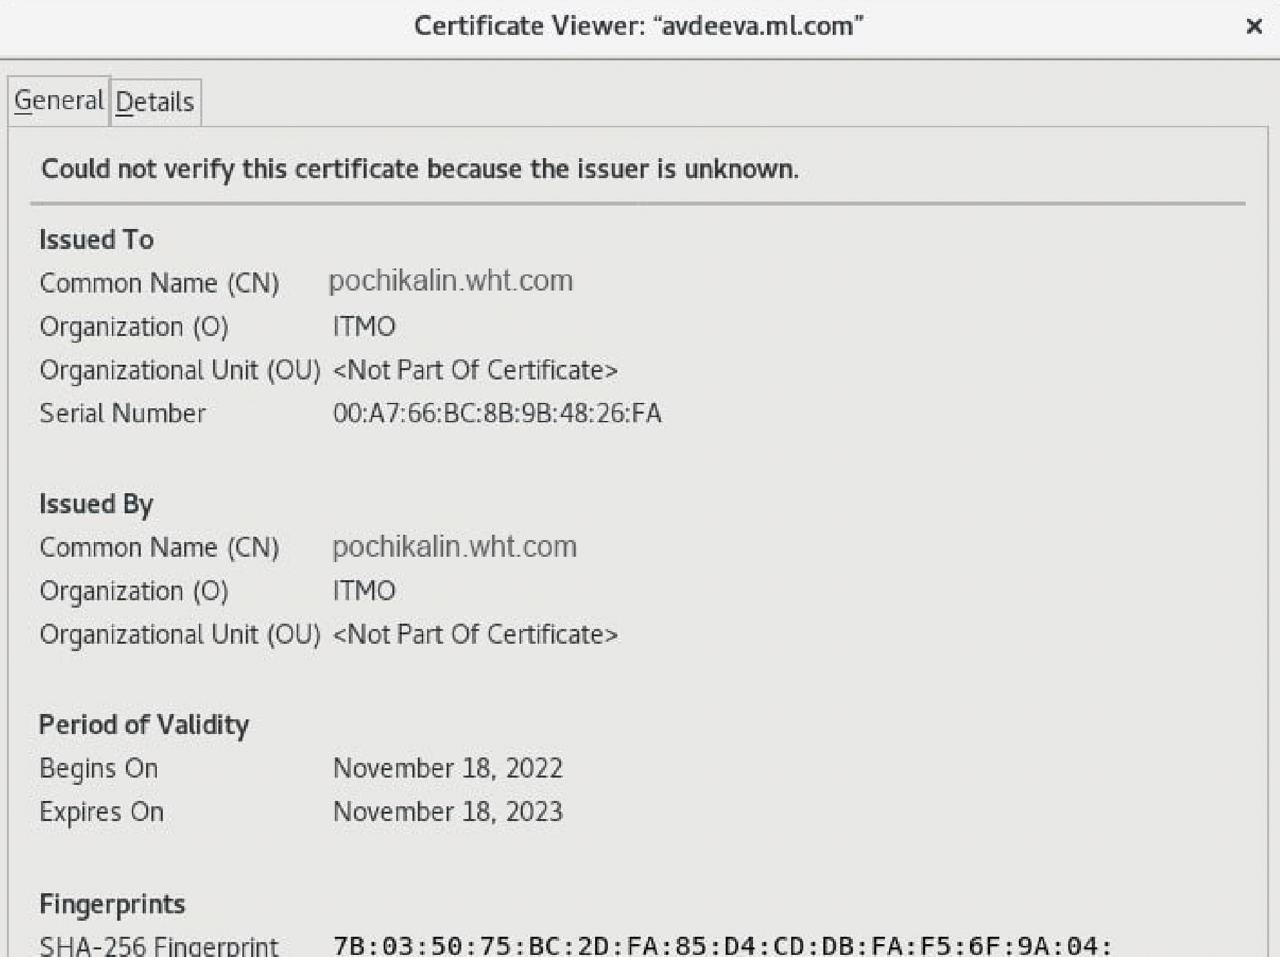 Certificate Viewer: “avdeeva.ml.com” ×
General Details
Could not verify this certificate because the issuer is unknown.
Issued To
Common Name (CN) pochikalin.wht.com
Organization (O) ITMO
Organizational Unit (OU) <Not Part Of Certificate>
Serial Number 00:A7:66:BC:8B:9B:48:26:FA
Issued By
Common Name (CN) pochikalin.wht.com
Organization (O) ITMO
Organizational Unit (OU) <Not Part Of Certificate>
Period of Validity
Begins On November 18, 2022
Expires On November 18, 2023
Fingerprints
SHA-256 Fingerprint 7B:03:50:75:BC:2D:FA:85:D4:CD:DB:FA:F5:6F:9A:04: